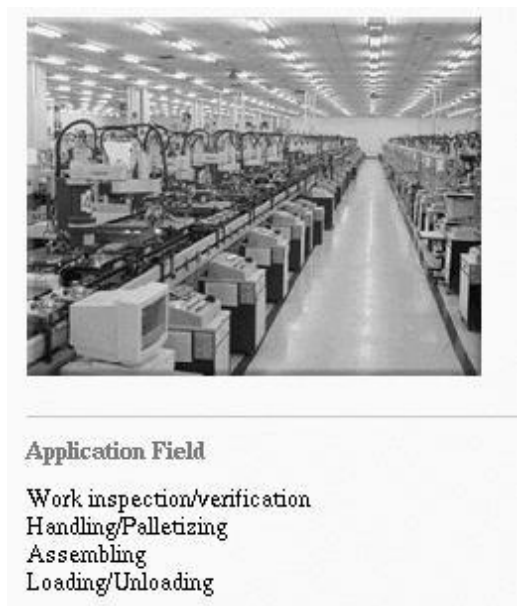 Application Field
Work inspection/verification
Handling/Palletizing
Assembling
Loading/Unloading